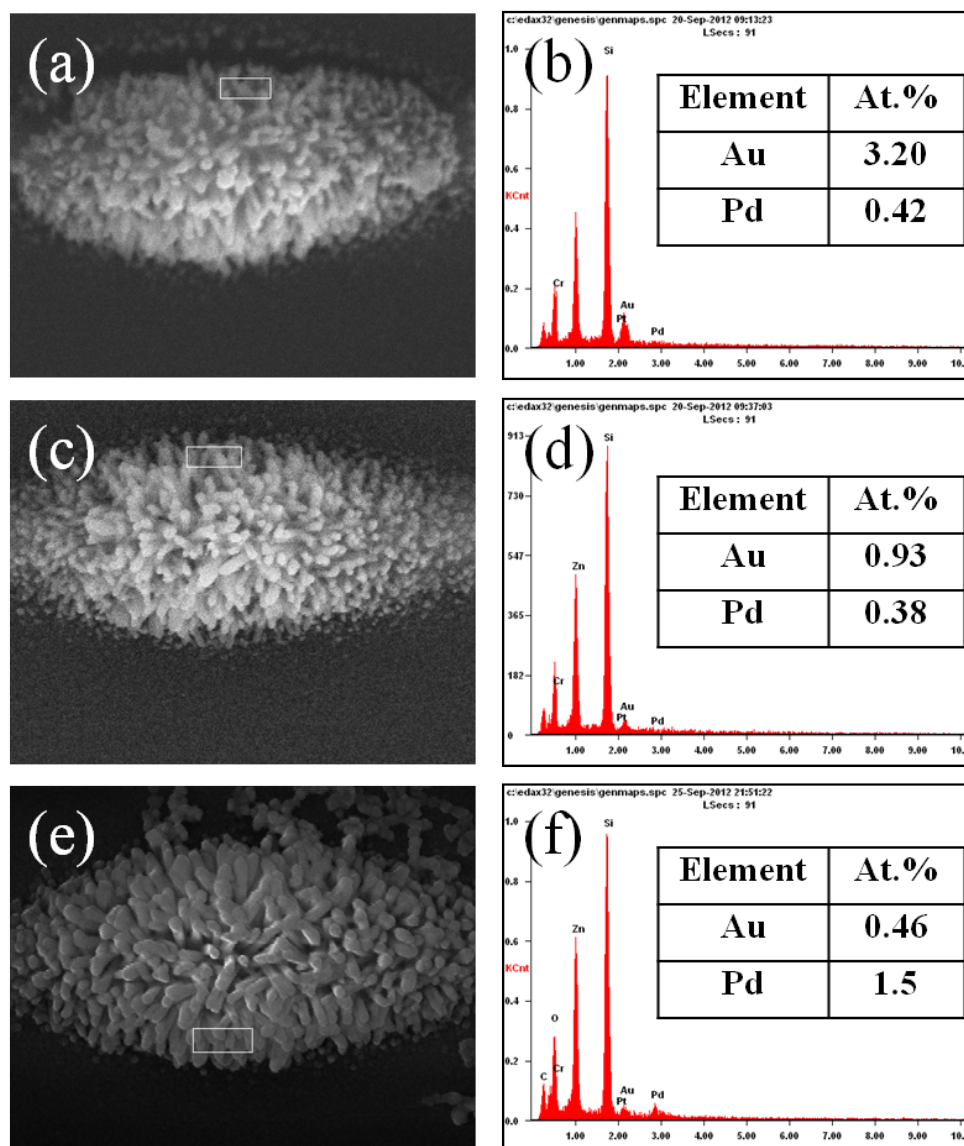 (a)
(b)
c:\edax32\genesis\genmaps.spc 20-Sep-2012 09:13:23
LSecs : 91
1.0
0.8
0.6
KCnt
0.4
0.2
0.0
Si
Cr
Au
Pt
Pd
1.00 2.00 3.00 4.00 5.00 6.00 7.00 8.00 9.00 10.
Element At.%
Au 3.20
Pd 0.42
(c)
(d)
c:\edax32\genesis\genmaps.spc 20-Sep-2012 09:37:03
LSecs : 91
913
730
547
365
182
0
Si
Zn
Cr
Au
Pt
Pd
1.00 2.00 3.00 4.00 5.00 6.00 7.00 8.00 9.00 10.
Element At.%
Au 0.93
Pd 0.38
(e)
(f)
c:\edax32\genesis\genmaps.spc 25-Sep-2012 21:51:22
LSecs : 91
1.0
0.8
0.6
KCnt
0.4
0.2
0.0
Si
Zn
O
C
Cr
Au
Pt
Pd
1.00 2.00 3.00 4.00 5.00 6.00 7.00 8.00 9.00 10.
Element At.%
Au 0.46
Pd 1.5